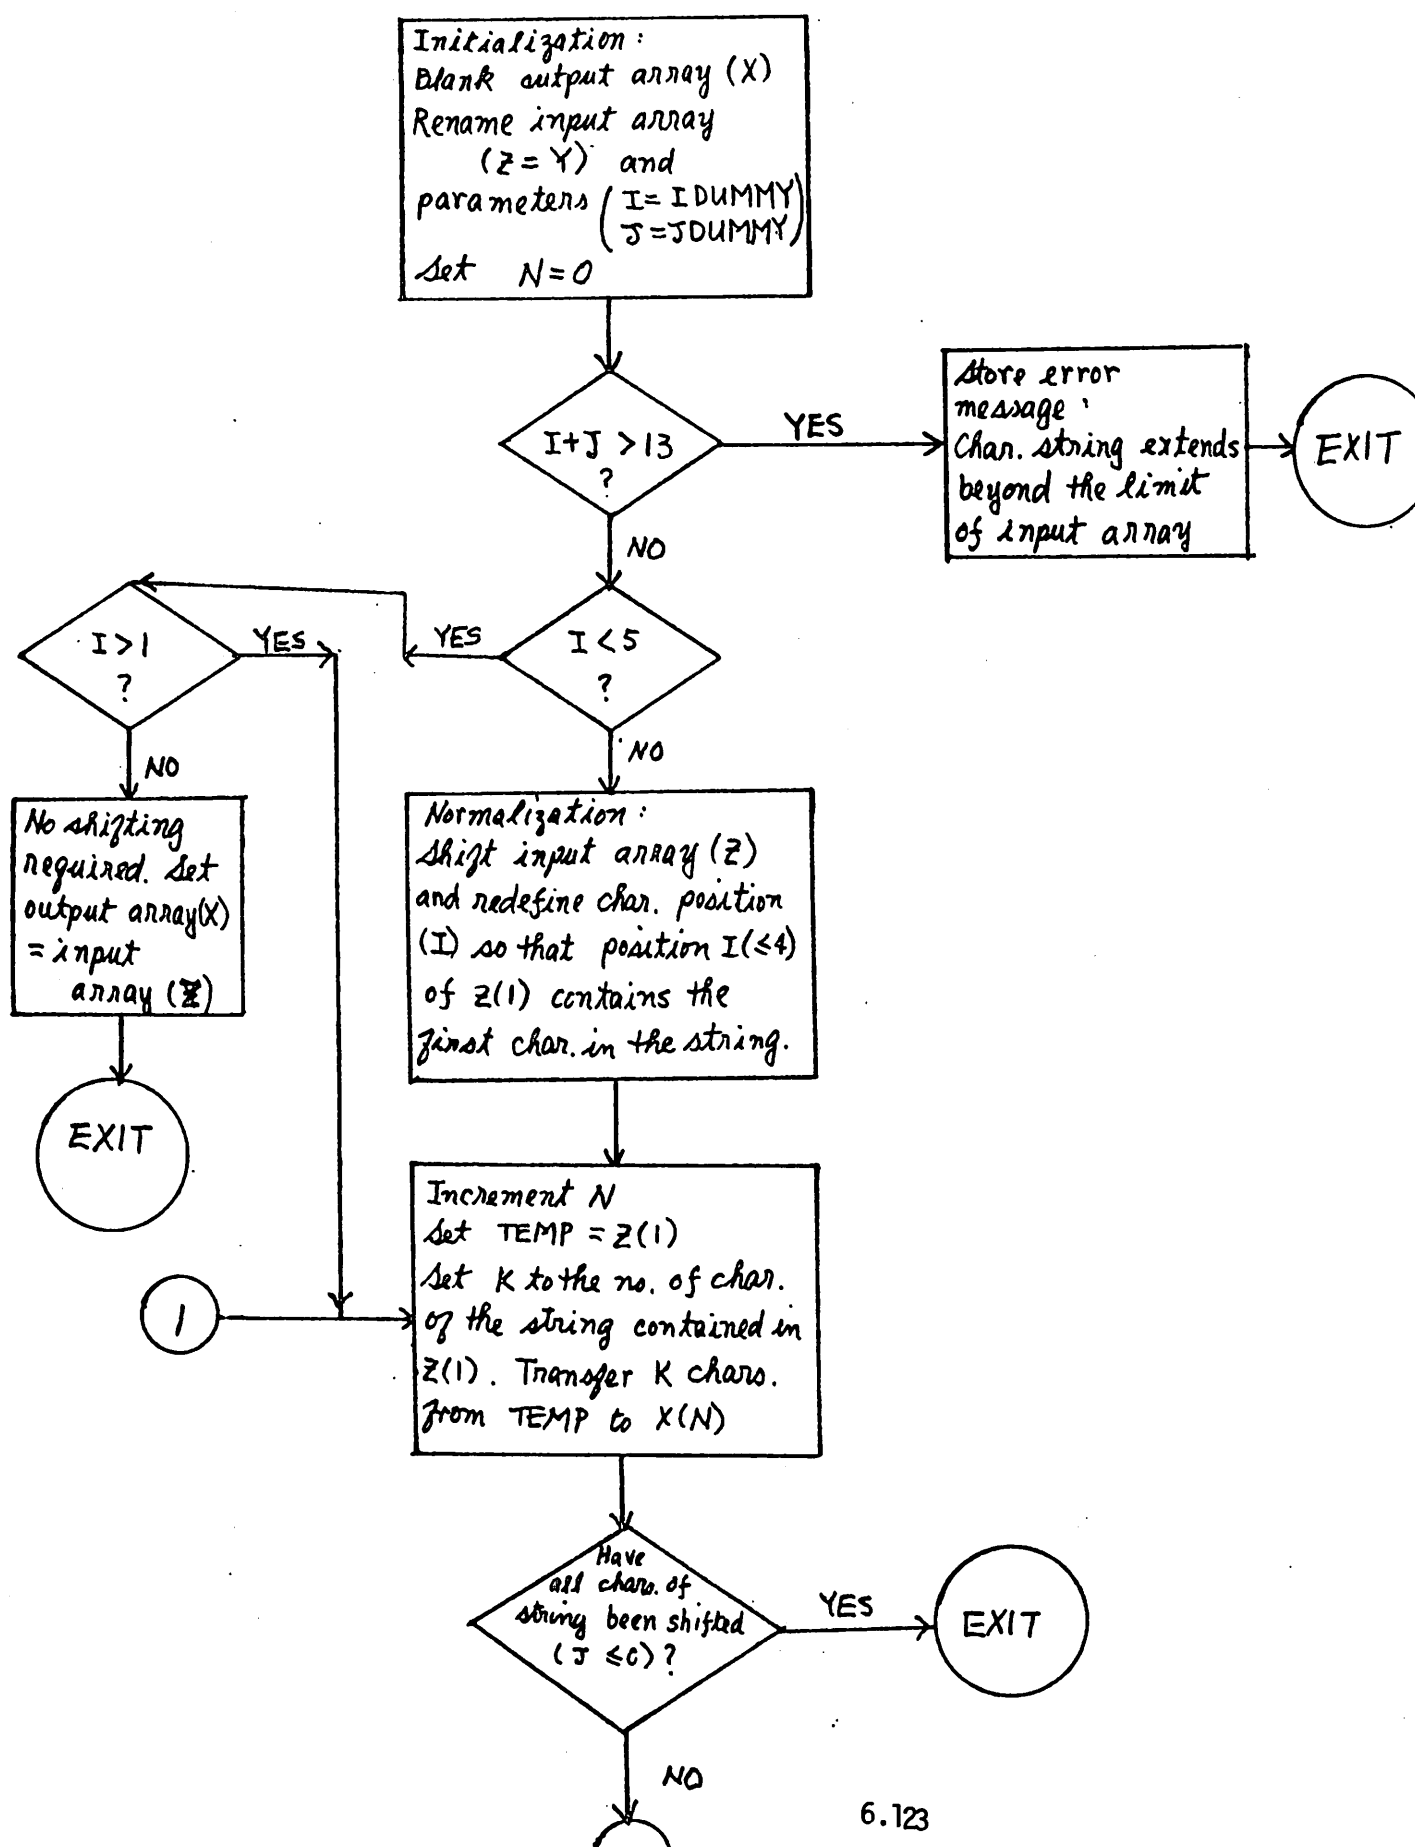 Initialization:
Blank output array (X)
Rename input array
(Z = Y) and
parameters (I = IDUMMY
J = JDUMMY)
Set N = 0
I+J > 13
?
YES
Store error
message:
Char. string extends
beyond the limit
of input array
EXIT
NO
I < 5
?
YES
I > 1
?
YES
NO
NO
No shifting
required. Set
output array(X)
= input
array (Z)
EXIT
Normalization:
Shift input array (Z)
and redefine char. position
(I) so that position I(≤4)
of Z(1) contains the
first char. in the string.
Increment N
Set TEMP = Z(1)
Set K to the no. of char.
of the string contained in
Z(1). Transfer K chars.
from TEMP to X(N)
1
Have
all chars. of
string been shifted
(J ≤ 0)?
YES
EXIT
NO
6.123